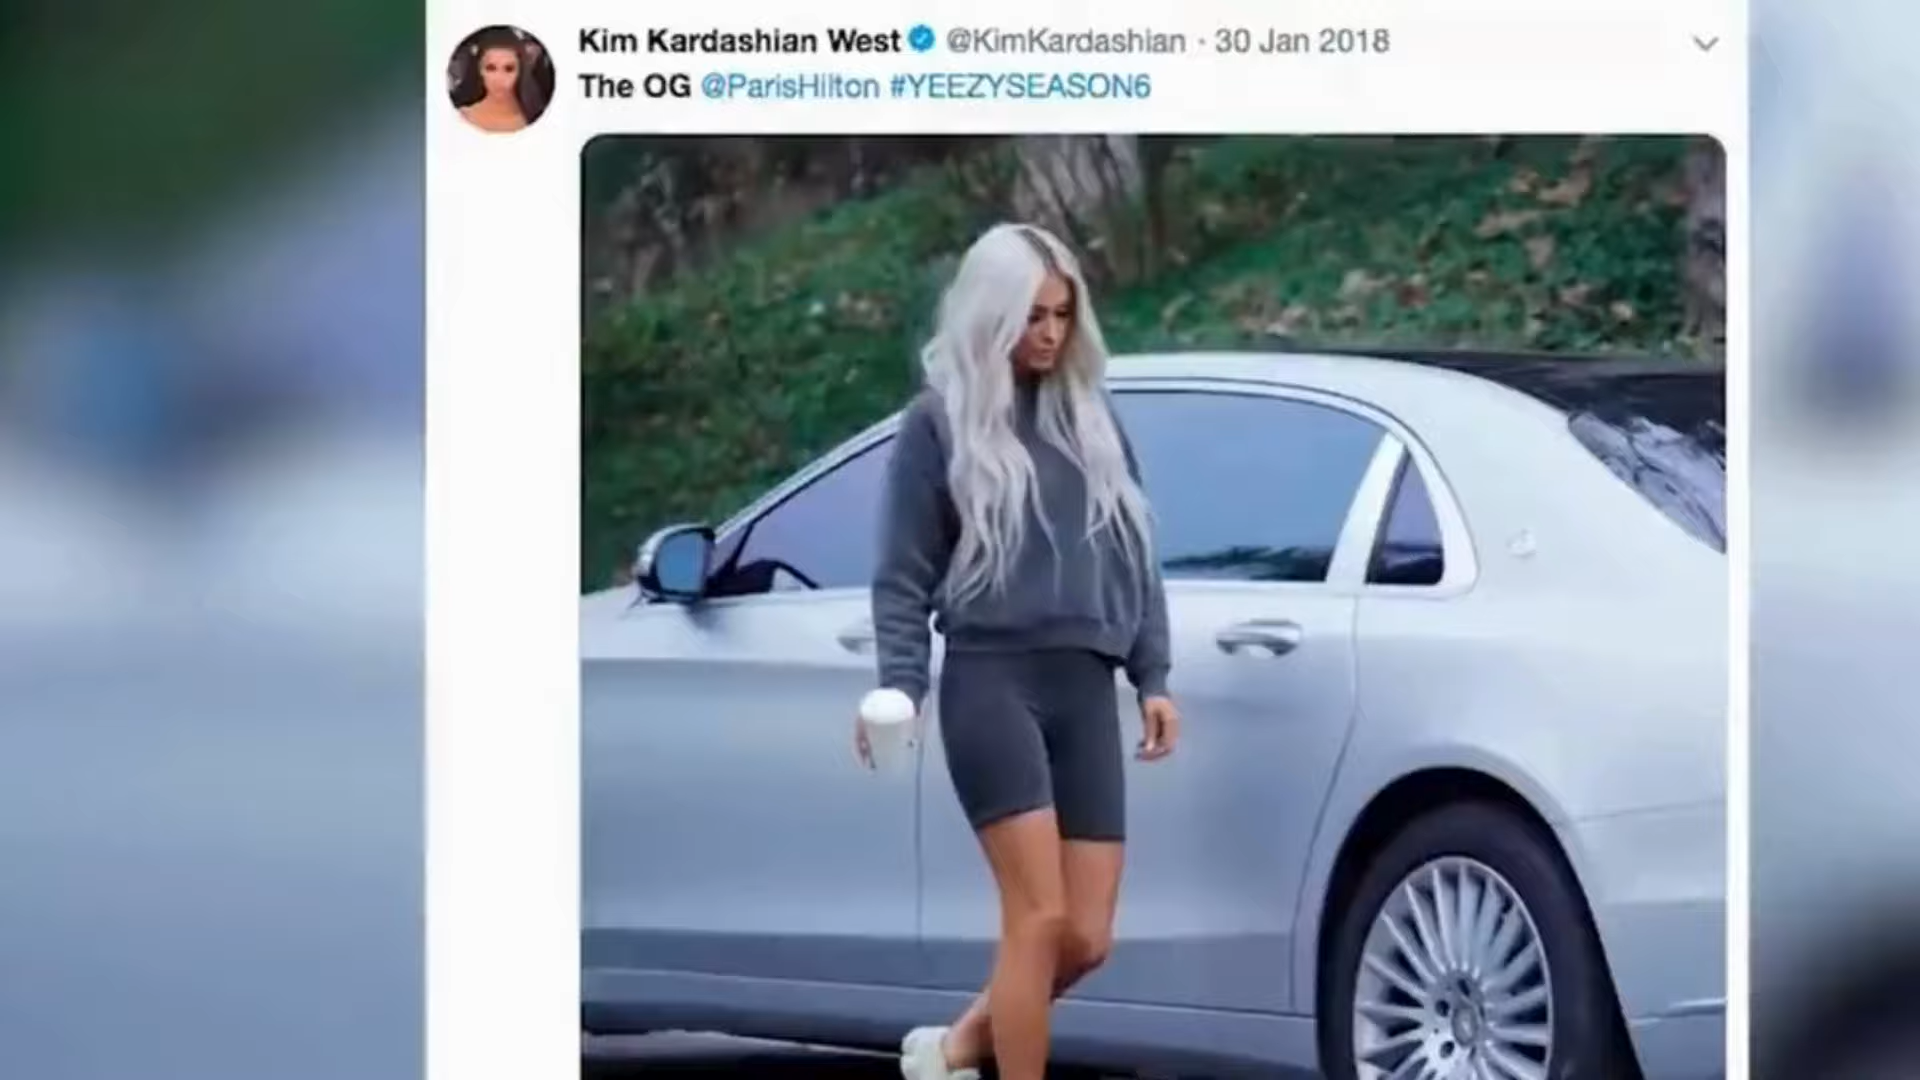 Kim Kardashian West @KimKardashian · 30 Jan 2018
The OG @ParisHilton #YEEZYSEASON6